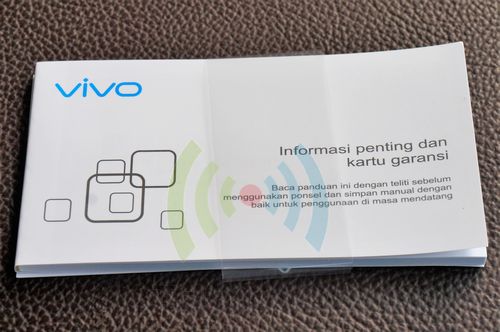 vivo
Informasi penting dan
kartu garansi
Baca panduan ini dengan teliti sebelum
menggunakan ponsel dan simpan manual dengan
baik untuk penggunaan di masa mendatang